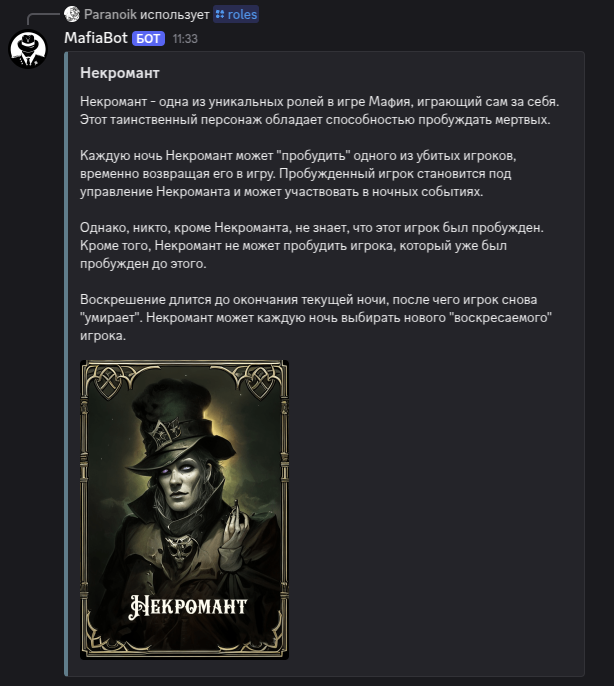 Paranoik использует roles
MafiaBot БОТ 11:33
Некромант
Некромант - одна из уникальных ролей в игре Мафия, играющий сам за себя.
Этот таинственный персонаж обладает способностью пробуждать мертвых.
Каждую ночь Некромант может "пробудить" одного из убитых игроков,
временно возвращая его в игру. Пробужденный игрок становится под
управление Некроманта и может участвовать в ночных событиях.
Однако, никто, кроме Некроманта, не знает, что этот игрок был пробужден.
Кроме того, Некромант не может пробудить игрока, который уже был
пробужден до этого.
Воскрешение длится до окончания текущей ночи, после чего игрок снова
"умирает". Некромант может каждую ночь выбирать нового "воскресаемого"
игрока.
Некромант